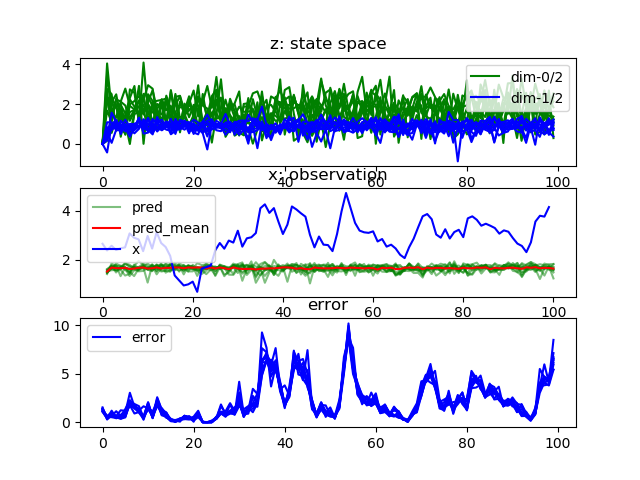 z: state space
4
2
0
dim-0/2
dim-1/2
0 20 40 60 80 100
x: observation
4
2
pred
pred_mean
x
0 20 40 60 80 100
error
10
5
0
error
0 20 40 60 80 100